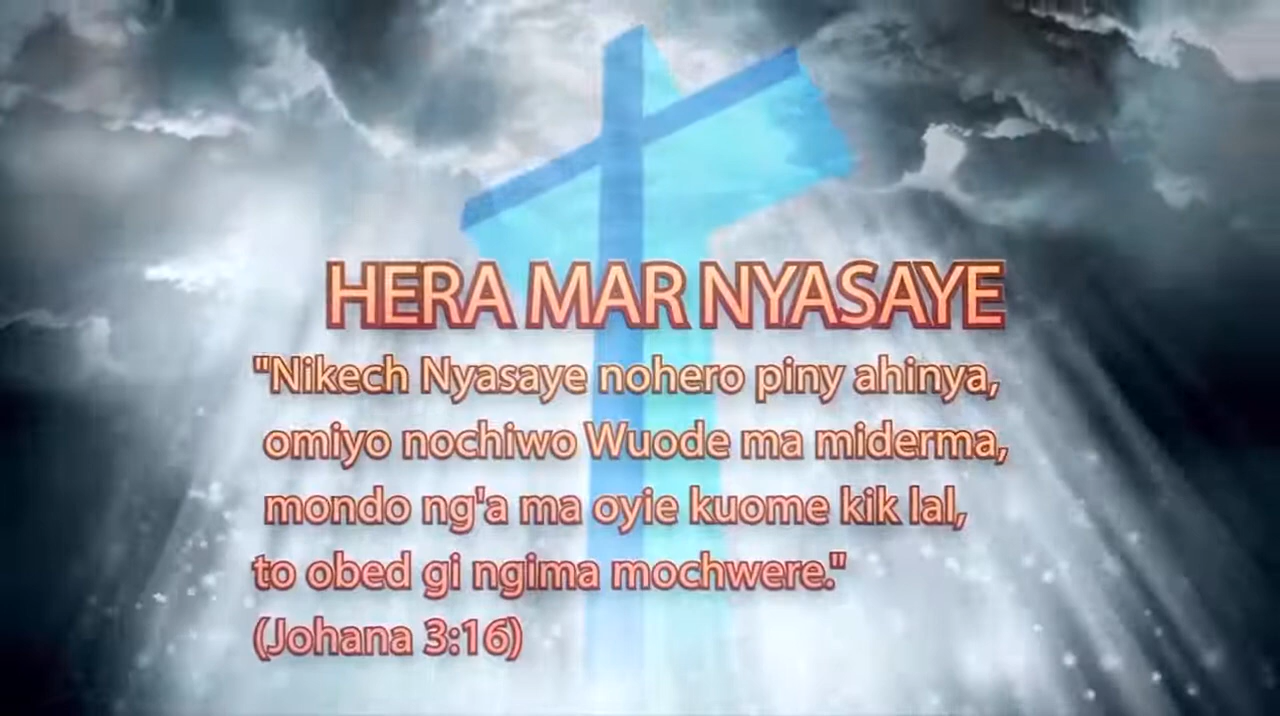 HERA MAR NYASAYE
"Nikech Nyasaye nohero piny ahinya,
omiyo nochiwo Wuode ma miderma,
mondo ng'a ma oyie kuome kik lal,
to obed gi ngima mochwere."
(Johana 3:16)